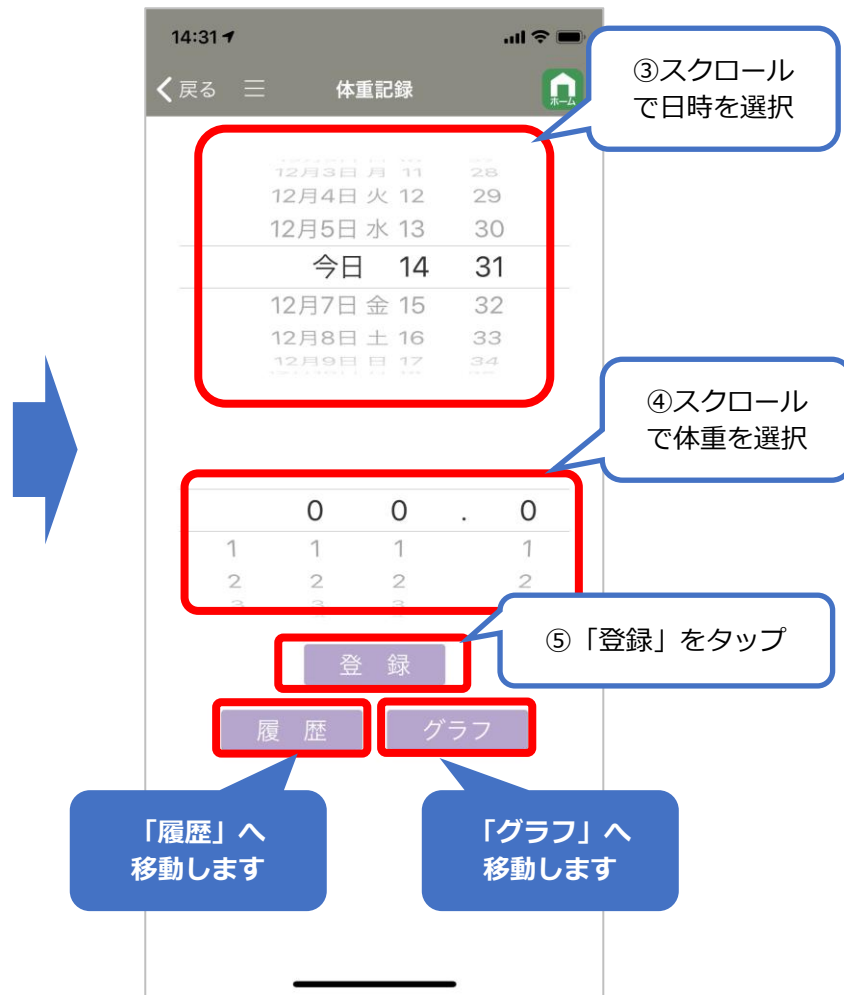 14:31
戻る 体重記録 ホーム
③スクロール
で日時を選択
12月3日 月 11 28
12月4日 火 12 29
12月5日 水 13 30
今日 14 31
12月7日 金 15 32
12月8日 土 16 33
12月9日 日 17 34
④スクロール
で体重を選択
0 0 . 0
1 1 1 1
2 2 2 2
3 3 3
⑤「登録」をタップ
登 録
履 歴 グラフ
「履歴」へ
移動します
「グラフ」へ
移動します